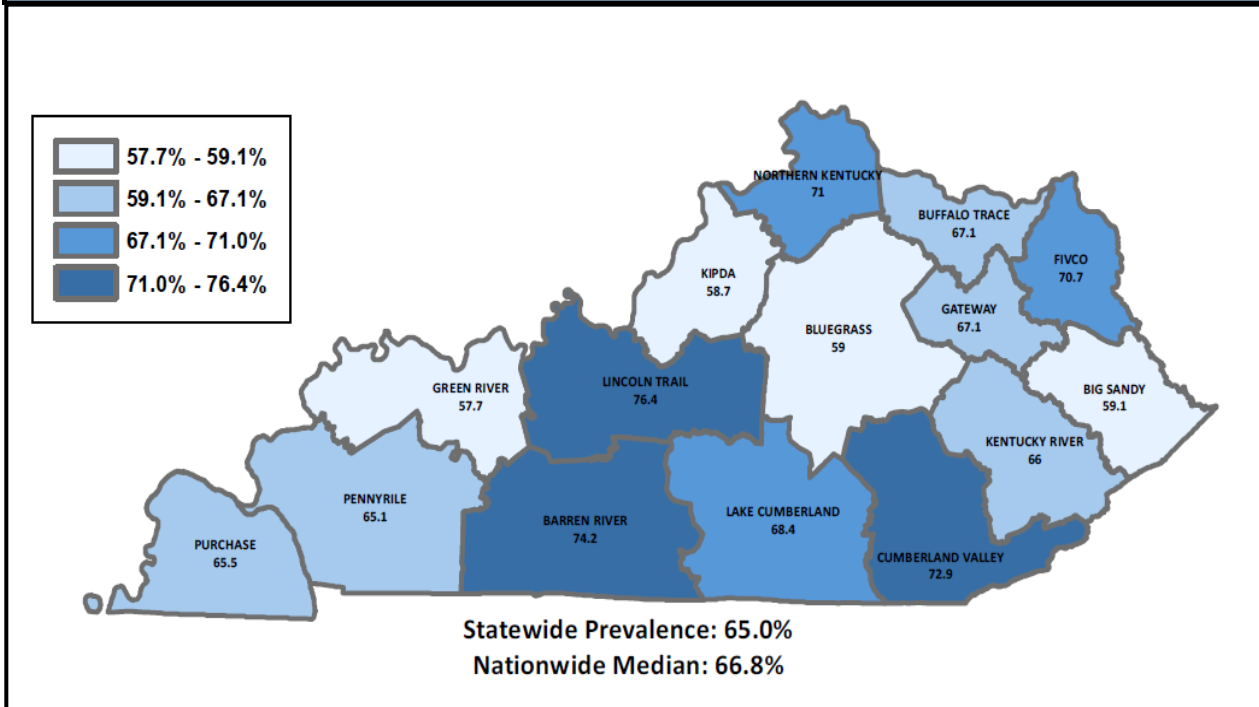 57.7% - 59.1%
59.1% - 67.1%
67.1% - 71.0%
71.0% - 76.4%
NORTHERN KENTUCKY
71
BUFFALO TRACE
67.1
FIVCO
70.7
KIPDA
58.7
GATEWAY
67.1
BLUEGRASS
59
LINCOLN TRAIL
76.4
GREEN RIVER
57.7
BIG SANDY
59.1
KENTUCKY RIVER
66
PENNYRILE
65.1
LAKE CUMBERLAND
68.4
BARREN RIVER
74.2
PURCHASE
65.5
CUMBERLAND VALLEY
72.9
Statewide Prevalence: 65.0%
Nationwide Median: 66.8%